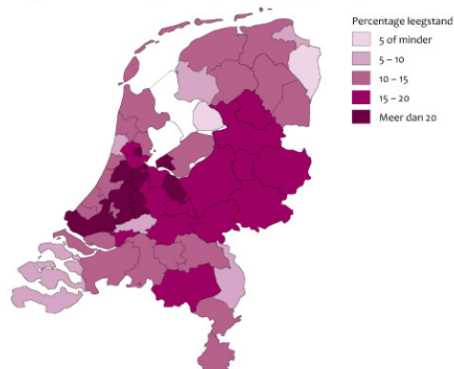 Percentage leegstand
5 of minder
5 – 10
10 – 15
15 – 20
Meer dan 20